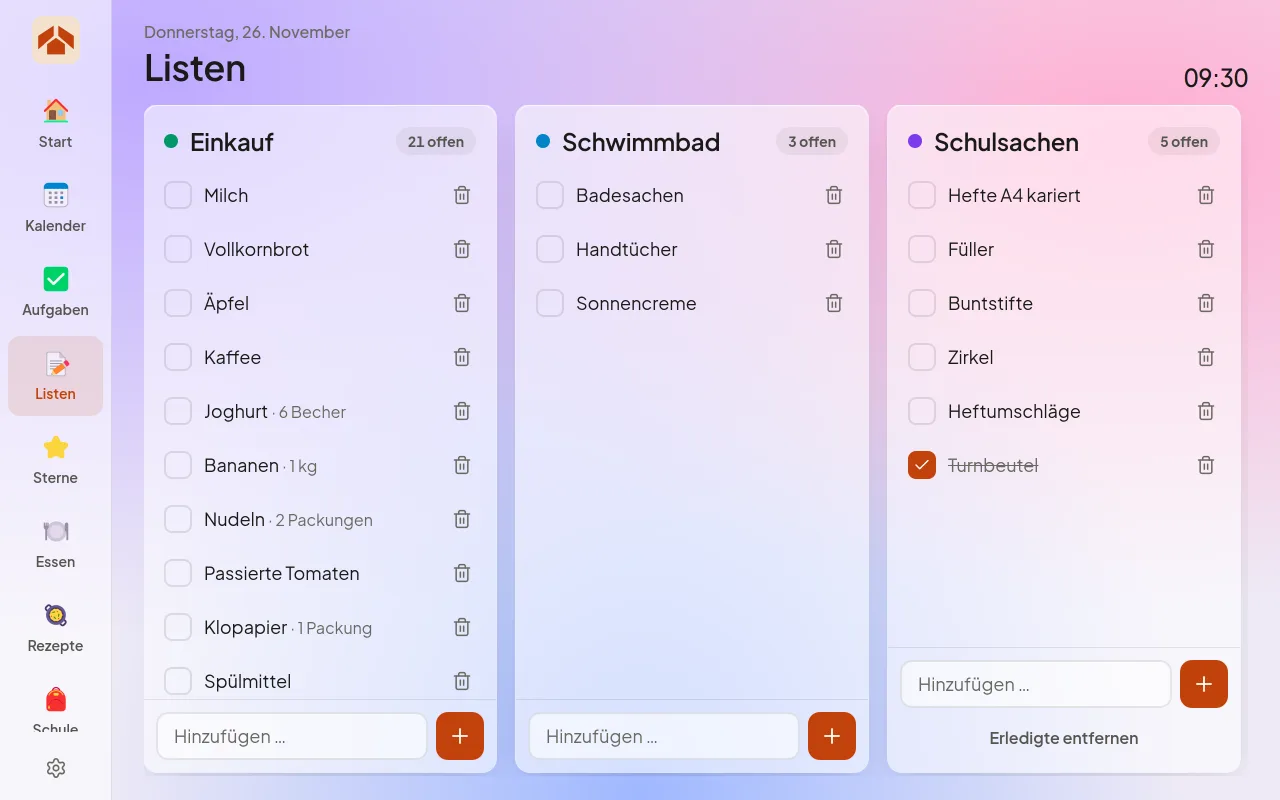 Donnerstag, 26. November
Listen
09:30
Start
Kalender
Aufgaben
Listen
Sterne
Essen
Rezepte
Schule
Einkauf
21 offen
Milch
Vollkornbrot
Äpfel
Kaffee
Joghurt · 6 Becher
Bananen · 1 kg
Nudeln · 2 Packungen
Passierte Tomaten
Klopapier · 1 Packung
Spülmittel
Hinzufügen …
Schwimmbad
3 offen
Badesachen
Handtücher
Sonnencreme
Hinzufügen …
Schulsachen
5 offen
Hefte A4 kariert
Füller
Buntstifte
Zirkel
Heftumschläge
Turnbeutel
Hinzufügen …
Erledigte entfernen